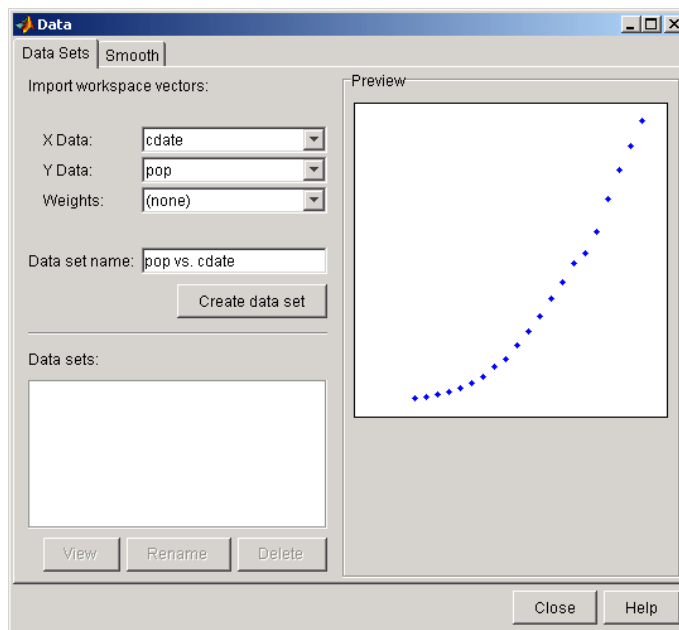 Data
Data Sets Smooth
Import workspace vectors:
X Data: cdate
Y Data: pop
Weights: (none)
Data set name: pop vs. cdate
Create data set
Data sets:
View Rename Delete
Preview
Close Help